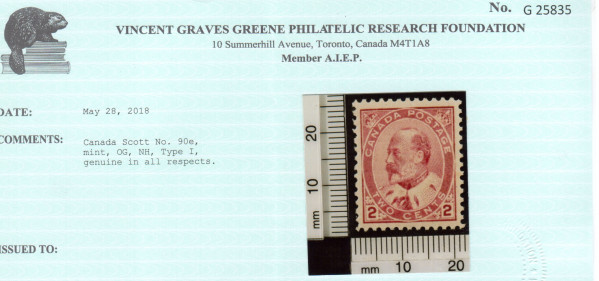 No. G 25835
VINCENT GRAVES GREENE PHILATELIC RESEARCH FOUNDATION
10 Summerhill Avenue, Toronto, Canada M4T1A8
Member A.I.E.P.
DATE: May 28, 2018
COMMENTS: Canada Scott No. 90e,
mint, OG, NH, Type I,
genuine in all respects.
ISSUED TO:
CANADA POSTAGE
2 TWO CENTS 2
mm 10 20
mm 10 20